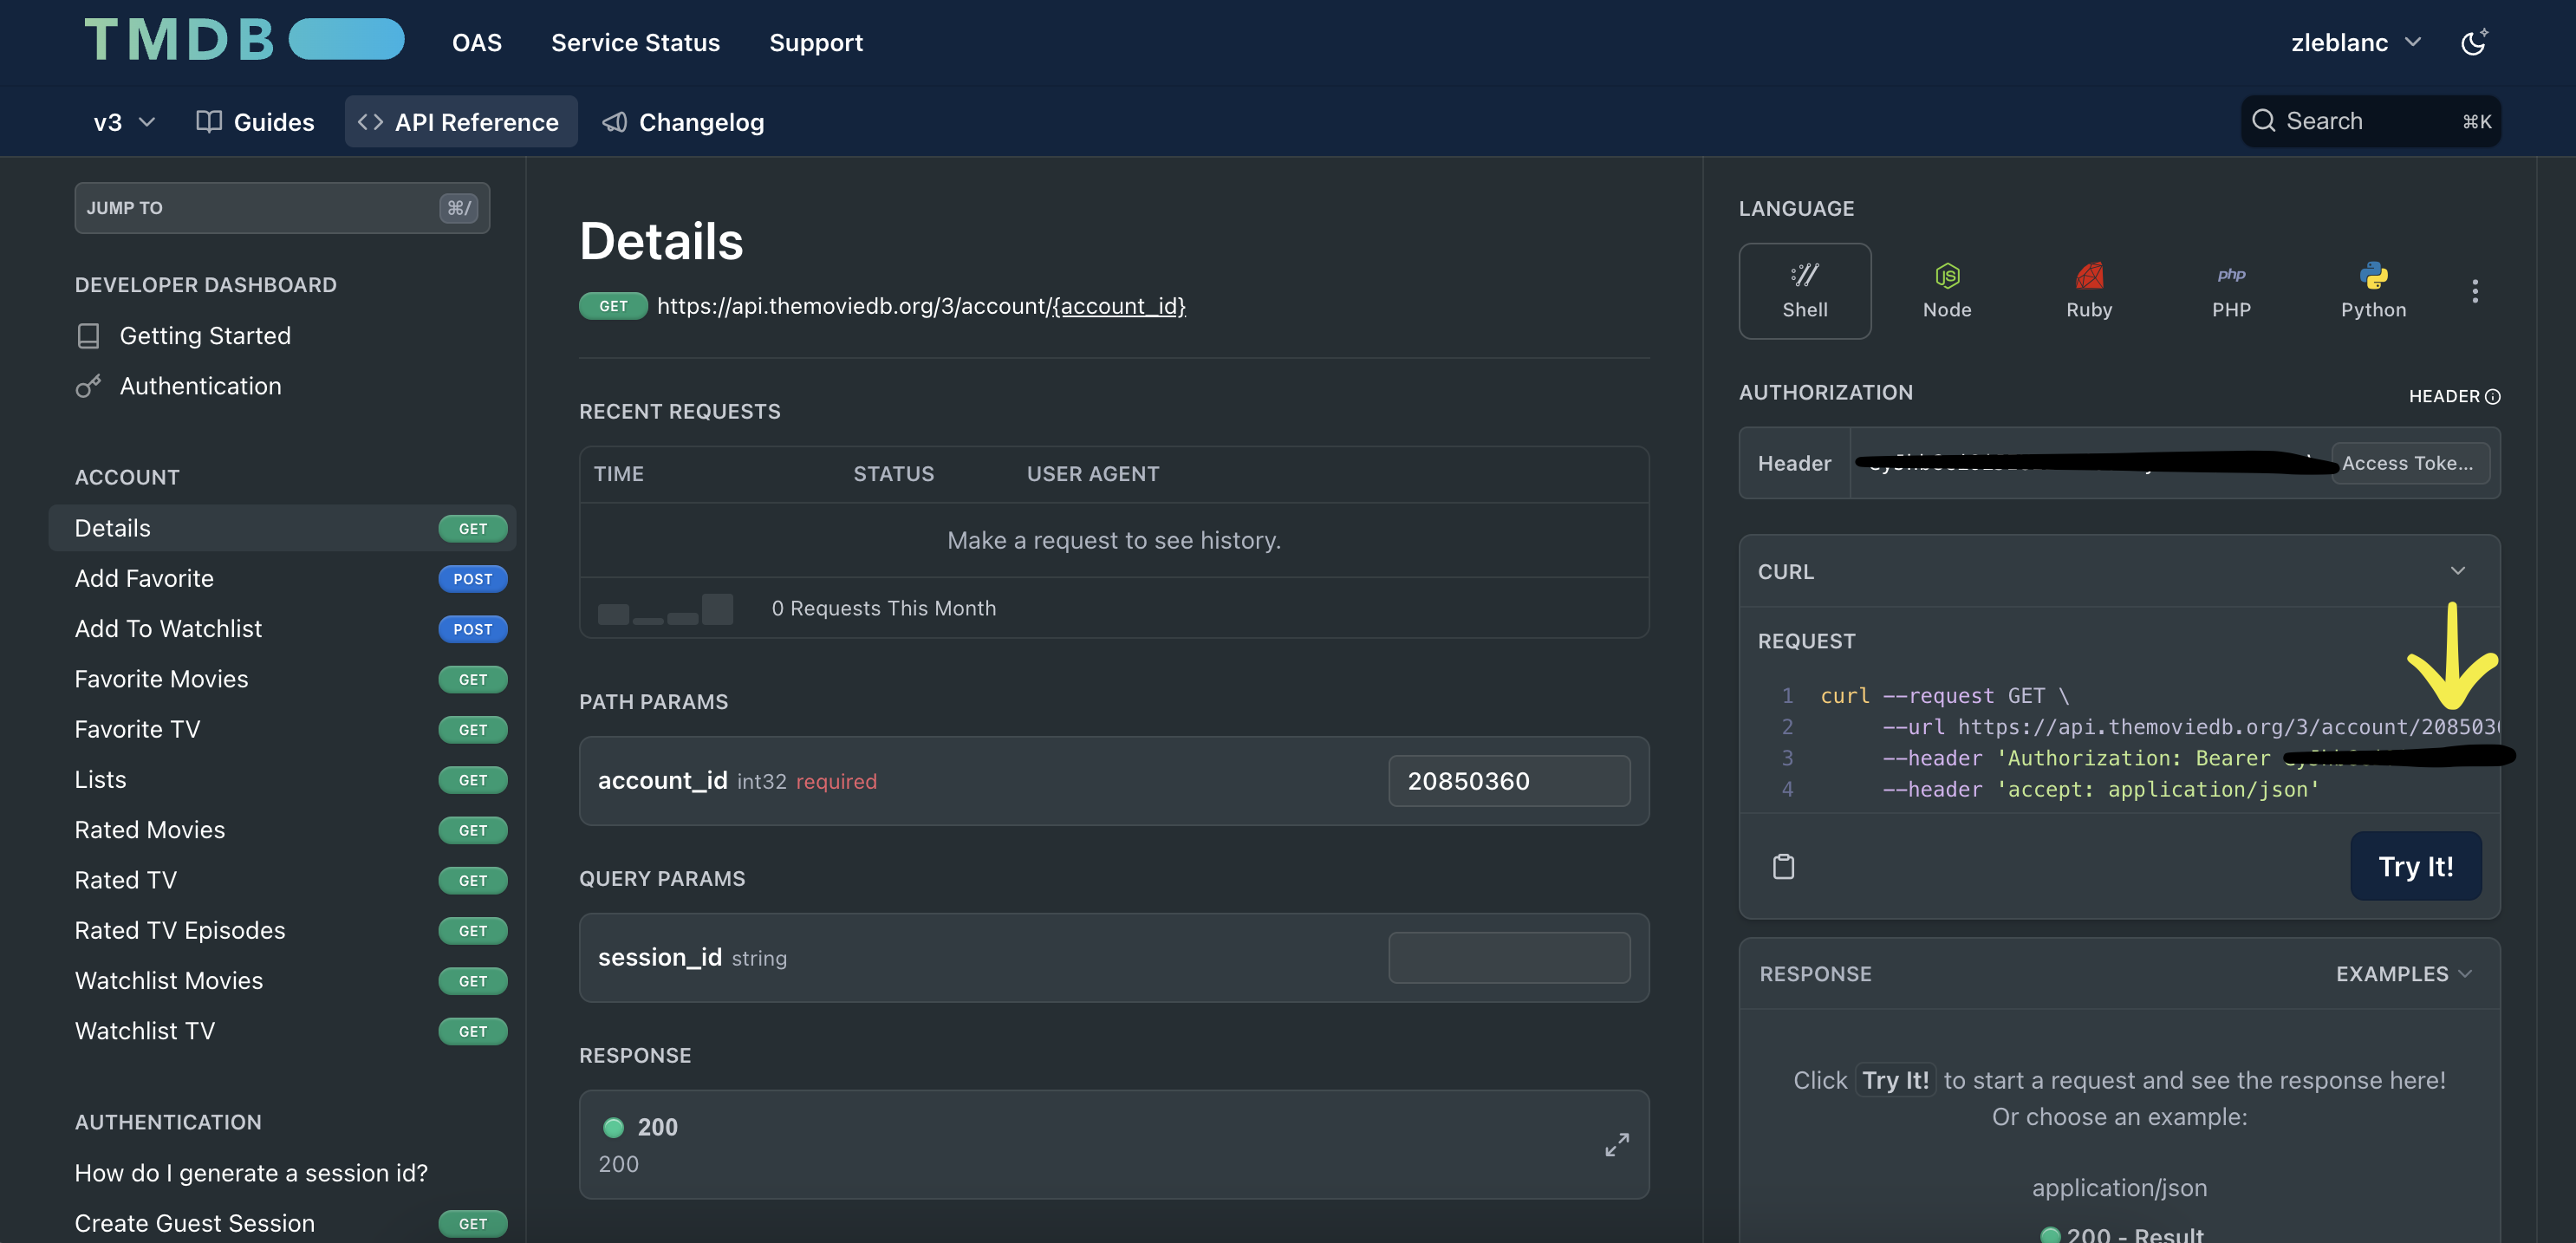 TMDB
OAS
Service Status
Support
zleblanc
v3
Guides
<> API Reference
Changelog
Search ⌘K
JUMP TO ⌘/
DEVELOPER DASHBOARD
Getting Started
Authentication
ACCOUNT
Details GET
Add Favorite POST
Add To Watchlist POST
Favorite Movies GET
Favorite TV GET
Lists GET
Rated Movies GET
Rated TV GET
Rated TV Episodes GET
Watchlist Movies GET
Watchlist TV GET
AUTHENTICATION
How do I generate a session id?
Create Guest Session GET
Details
GET https://api.themoviedb.org/3/account/{account_id}
RECENT REQUESTS
TIME STATUS USER AGENT
Make a request to see history.
0 Requests This Month
PATH PARAMS
account_id int32 required 20850360
QUERY PARAMS
session_id string
RESPONSE
200
200
LANGUAGE
Shell
JS Node
Ruby
php PHP
Python
AUTHORIZATION HEADER
Header Access Toke...
CURL
REQUEST
1 curl --request GET \
2 --url https://api.themoviedb.org/3/account/2085036
3 --header 'Authorization: Bearer
4 --header 'accept: application/json'
Try It!
RESPONSE EXAMPLES
Click Try It! to start a request and see the response here!
Or choose an example:
application/json
200 - Result